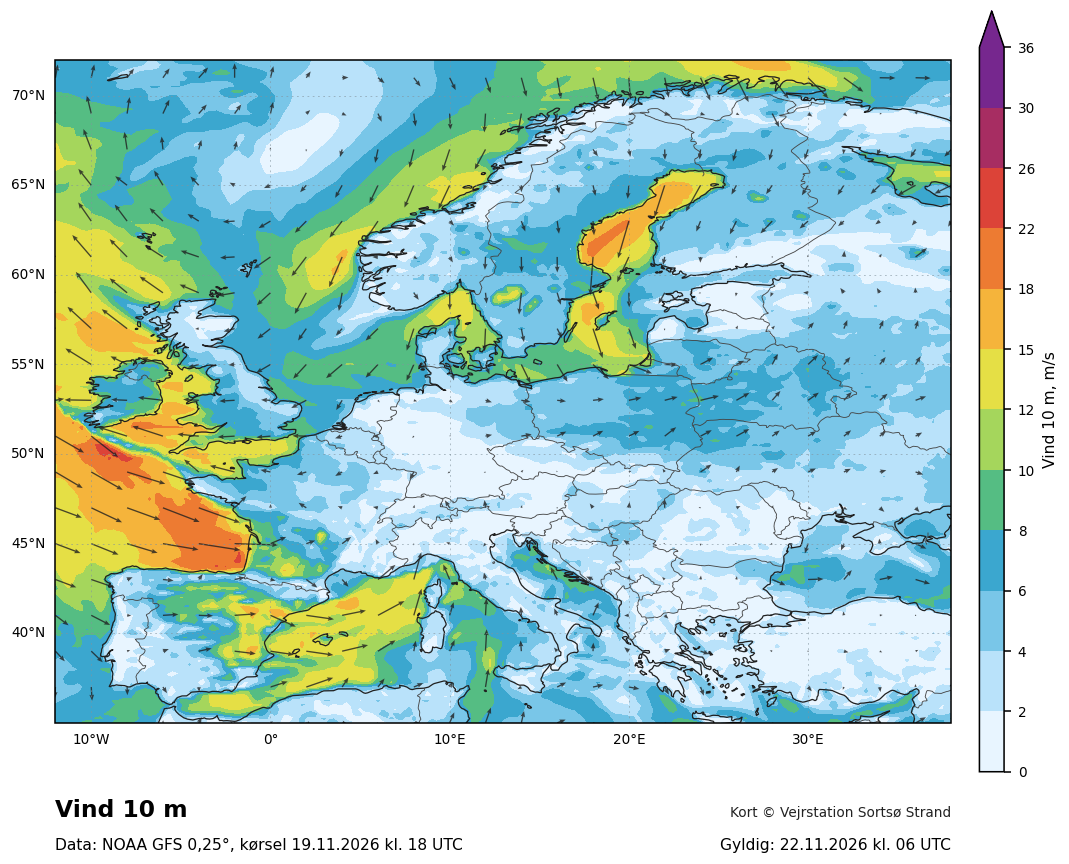 36
30
26
22
18
15
12
10
8
6
4
2
0
Vind 10 m, m/s
70°N
65°N
60°N
55°N
50°N
45°N
40°N
10°W
0°
10°E
20°E
30°E
Vind 10 m
Kort © Vejrstation Sortsø Strand
Data: NOAA GFS 0,25°, kørsel 19.11.2026 kl. 18 UTC
Gyldig: 22.11.2026 kl. 06 UTC